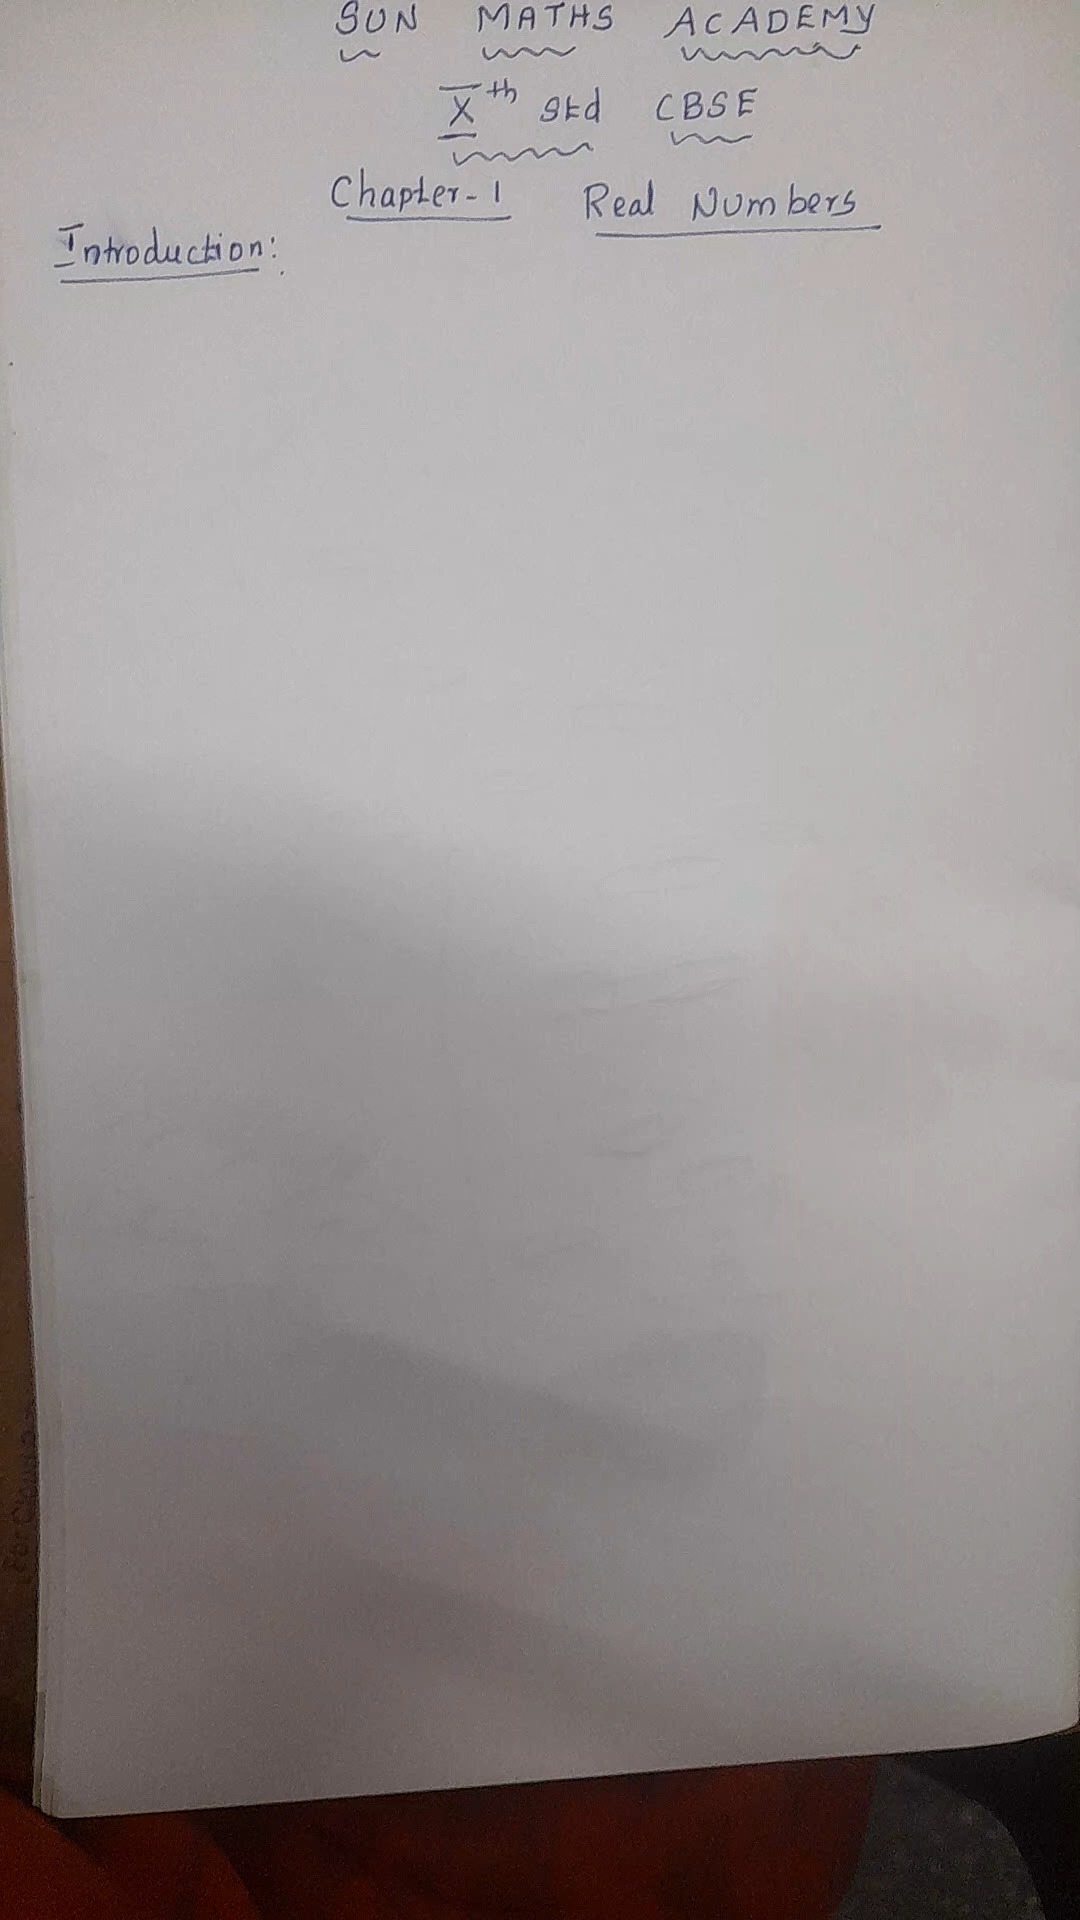 SUN MATHS ACADEMY
Xth std CBSE
Chapter-1 Real Numbers
Introduction: